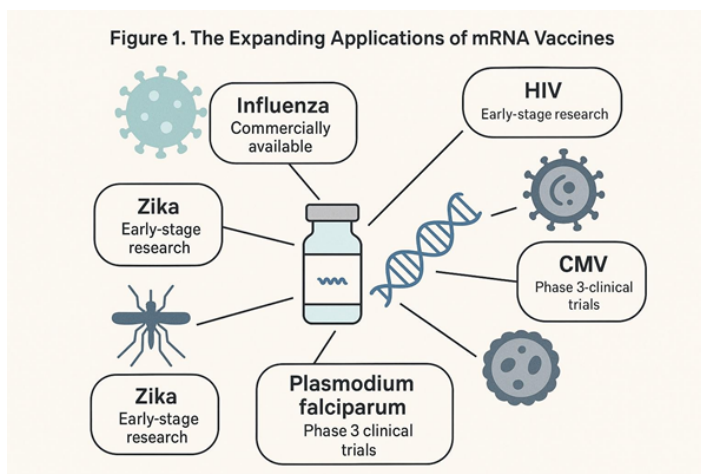 Figure 1. The Expanding Applications of mRNA Vaccines
Influenza
Commercially
available
HIV
Early-stage research
Zika
Early-stage
research
CMV
Phase 3-clinical
trials
Zika
Early-stage
research
Plasmodium
falciparum
Phase 3 clinical
trials